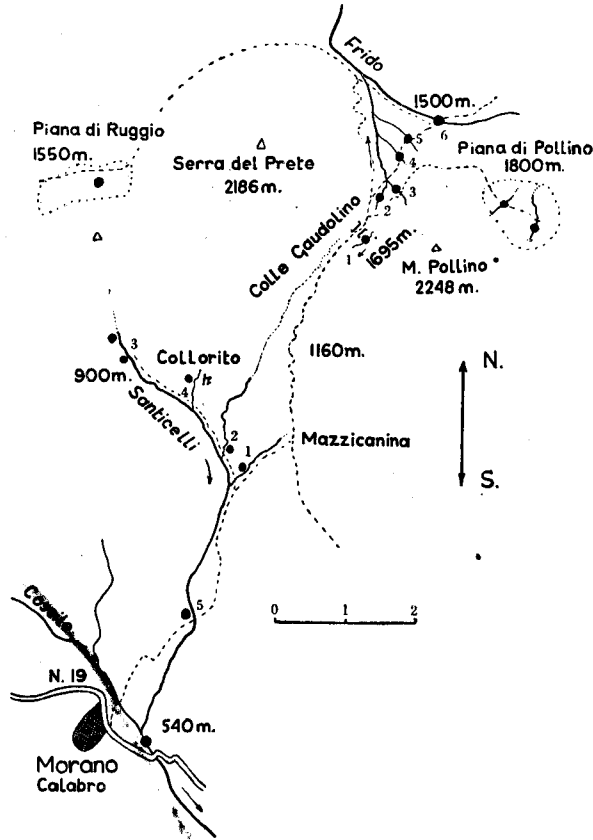 Frido
1500m.
6
Piana di Ruggio
1550m.
Serra del Prete
2186m.
5
4
Piana di Pollino
1800m.
3
2
Colle Gaudolino
1
1695m.
M. Pollino
2248 m.
3
Collorito
1160m.
N.
900m.
4
h
Santicelli
2
1
Mazzicanina
S.
5
0 1 2
N. 19
540m.
Morano
Calabro